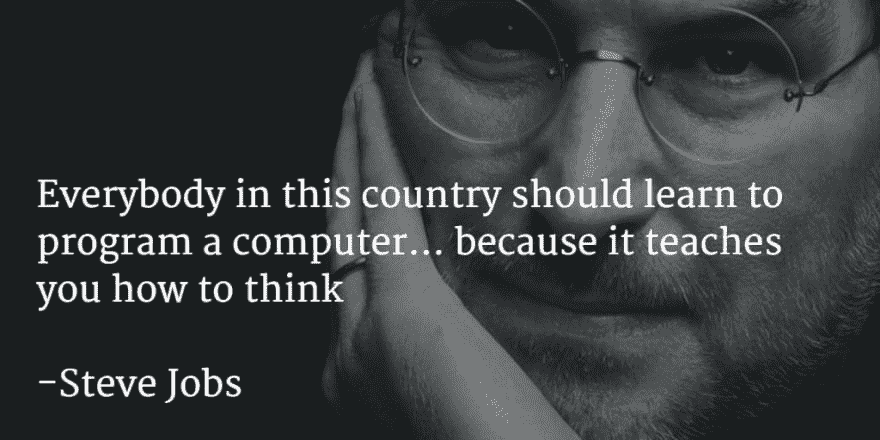 Everybody in this country should learn to
program a computer... because it teaches
you how to think
-Steve Jobs